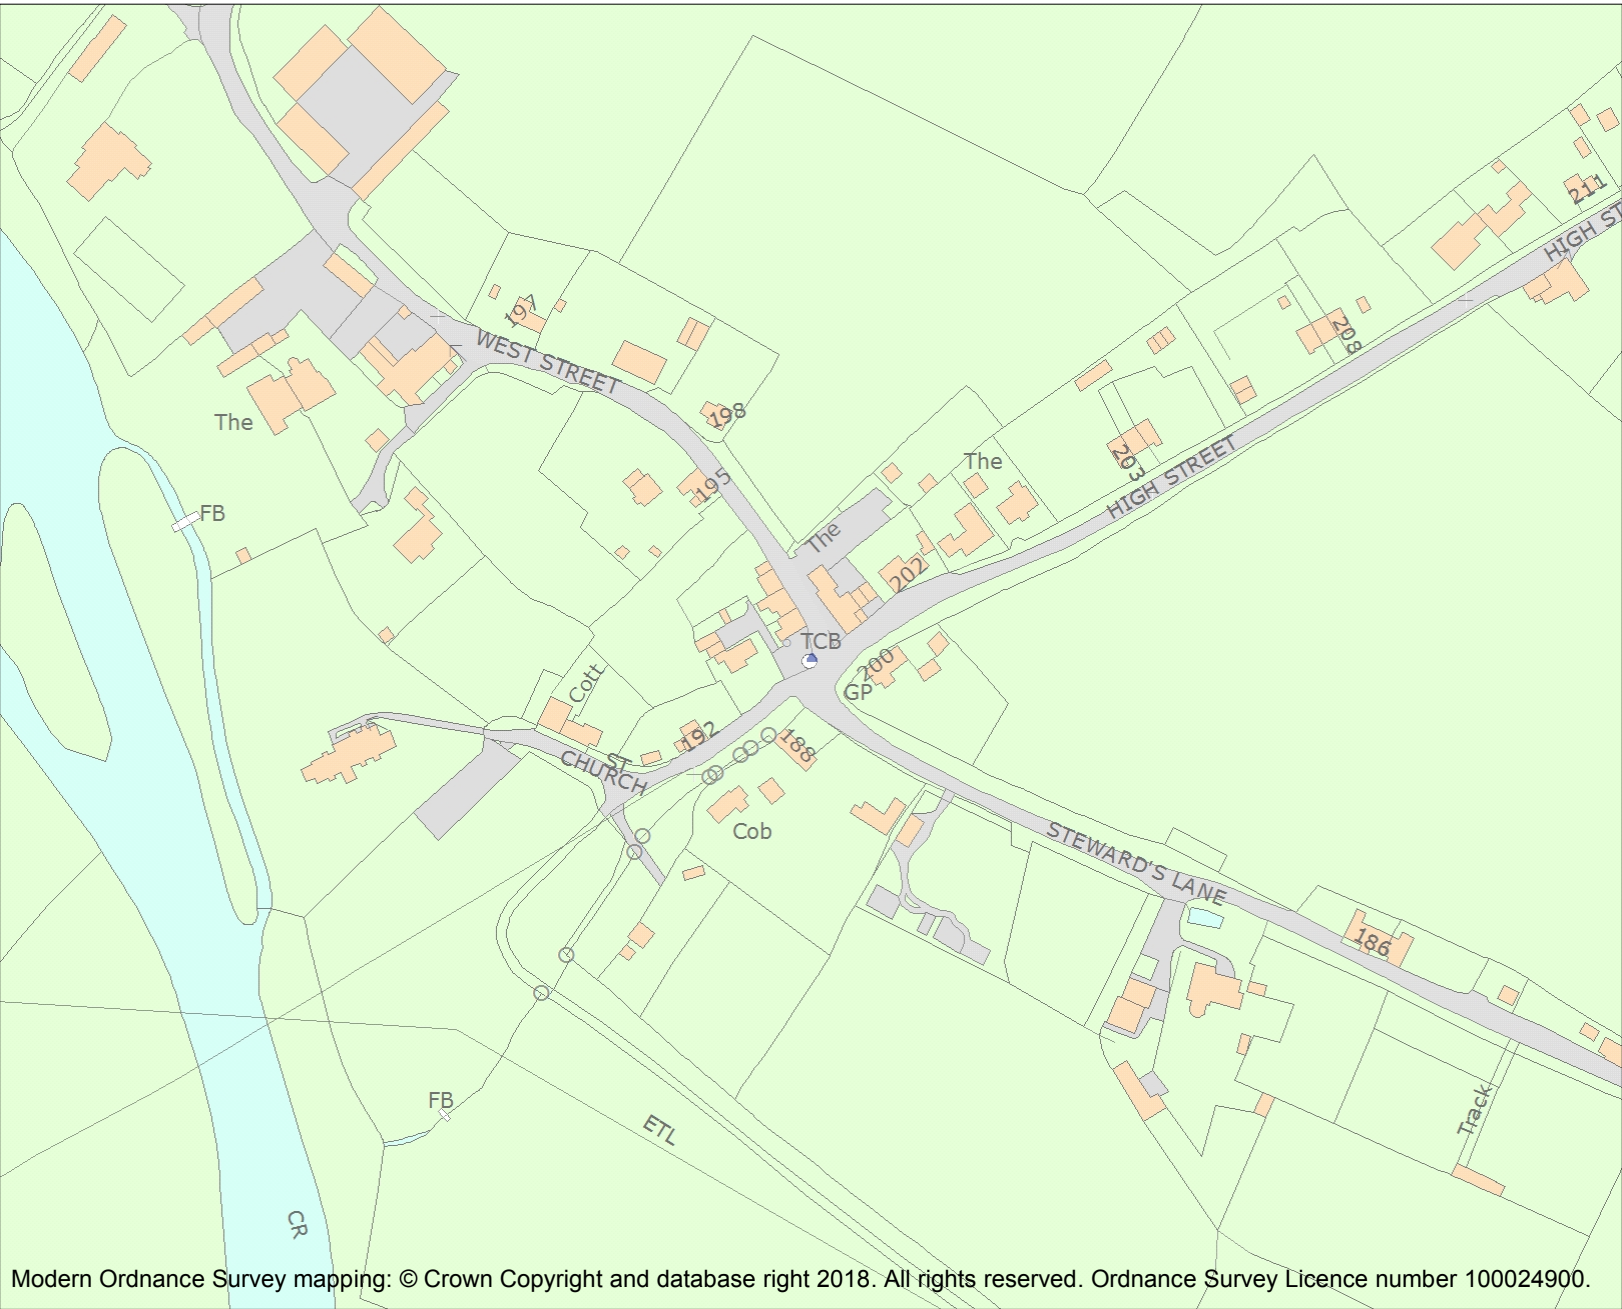 211
HIGH ST
197
WEST STREET
208
198
The
The
203
HIGH STREET
195
FB
The
202
TCB
200
GP
Cott
192
188
CHURCH ST
Cob
STEWARD'S LANE
186
FB
ETL
Track
CR
Modern Ordnance Survey mapping: © Crown Copyright and database right 2018. All rights reserved. Ordnance Survey Licence number 100024900.